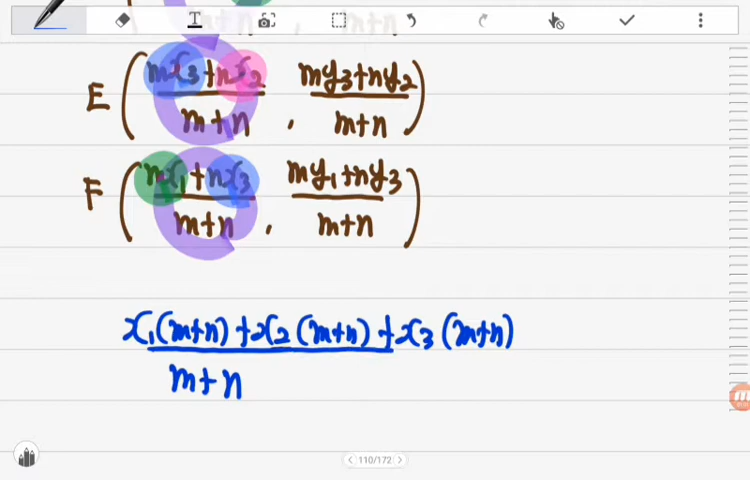 T
m+n , m+n
E ( mx₃+nx₂ / m+n , my₃+ny₂ / m+n )
F ( mx₁+nx₃ / m+n , my₁+ny₃ / m+n )
x₁(m+n)+x₂(m+n)+x₃(m+n)
m+n
110/172